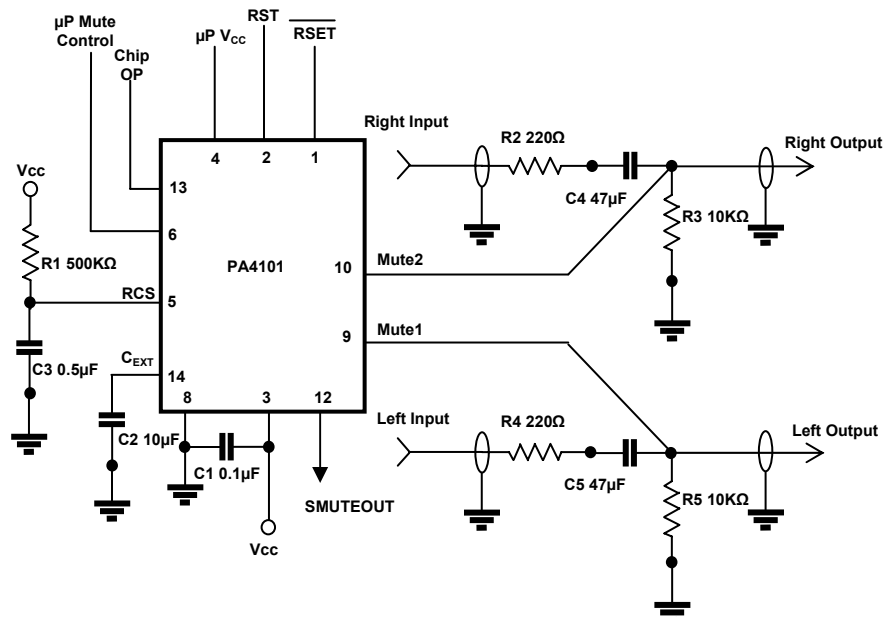 RST
RSET
µP Mute
Control
µP VCC
Chip
OP
Right Input
R2 220Ω
Right Output
4
2
1
C4 47µF
Vcc
13
R3 10KΩ
6
R1 500KΩ
PA4101
10
Mute2
RCS
5
9
Mute1
C3 0.5µF
CEXT
14
8
3
12
Left Input
R4 220Ω
Left Output
C2 10µF
C1 0.1µF
C5 47µF
R5 10KΩ
SMUTEOUT
Vcc